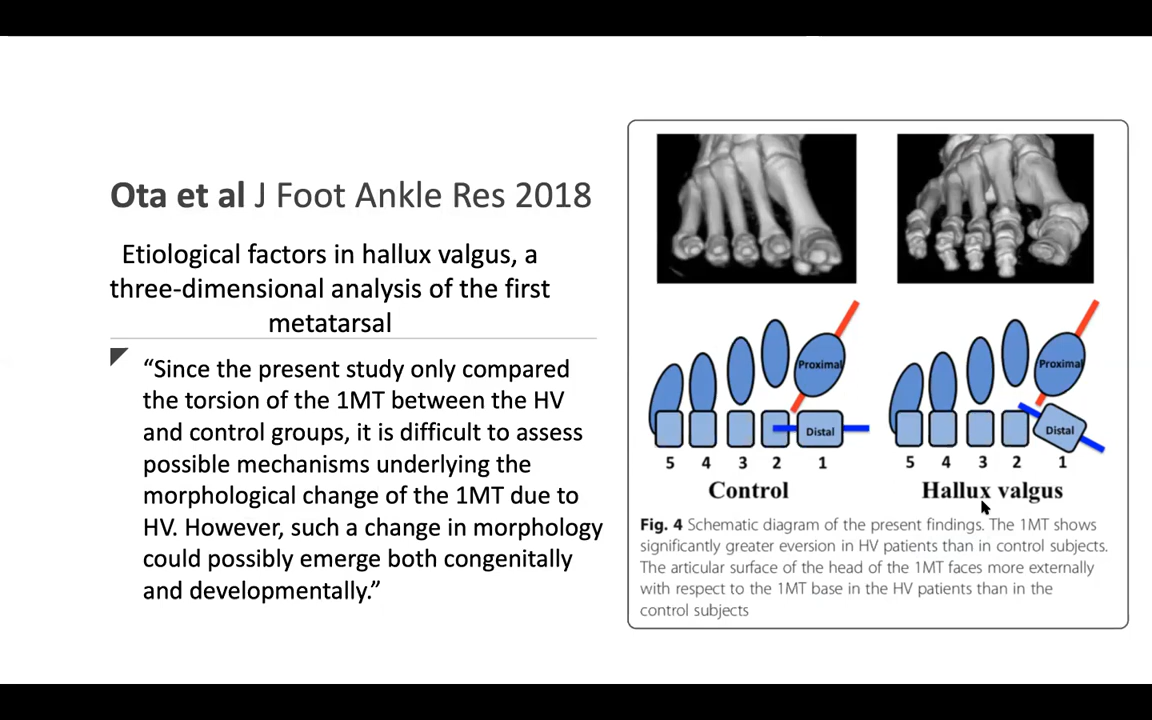 Ota et al J Foot Ankle Res 2018
Etiological factors in hallux valgus, a
three-dimensional analysis of the first
metatarsal
“Since the present study only compared
the torsion of the 1MT between the HV
and control groups, it is difficult to assess
possible mechanisms underlying the
morphological change of the 1MT due to
HV. However, such a change in morphology
could possibly emerge both congenitally
and developmentally.”
Proximal
Distal
5 4 3 2 1
Control
Proximal
Distal
5 4 3 2 1
Hallux valgus
Fig. 4 Schematic diagram of the present findings. The 1MT shows
significantly greater eversion in HV patients than in control subjects.
The articular surface of the head of the 1MT faces more externally
with respect to the 1MT base in the HV patients than in the
control subjects